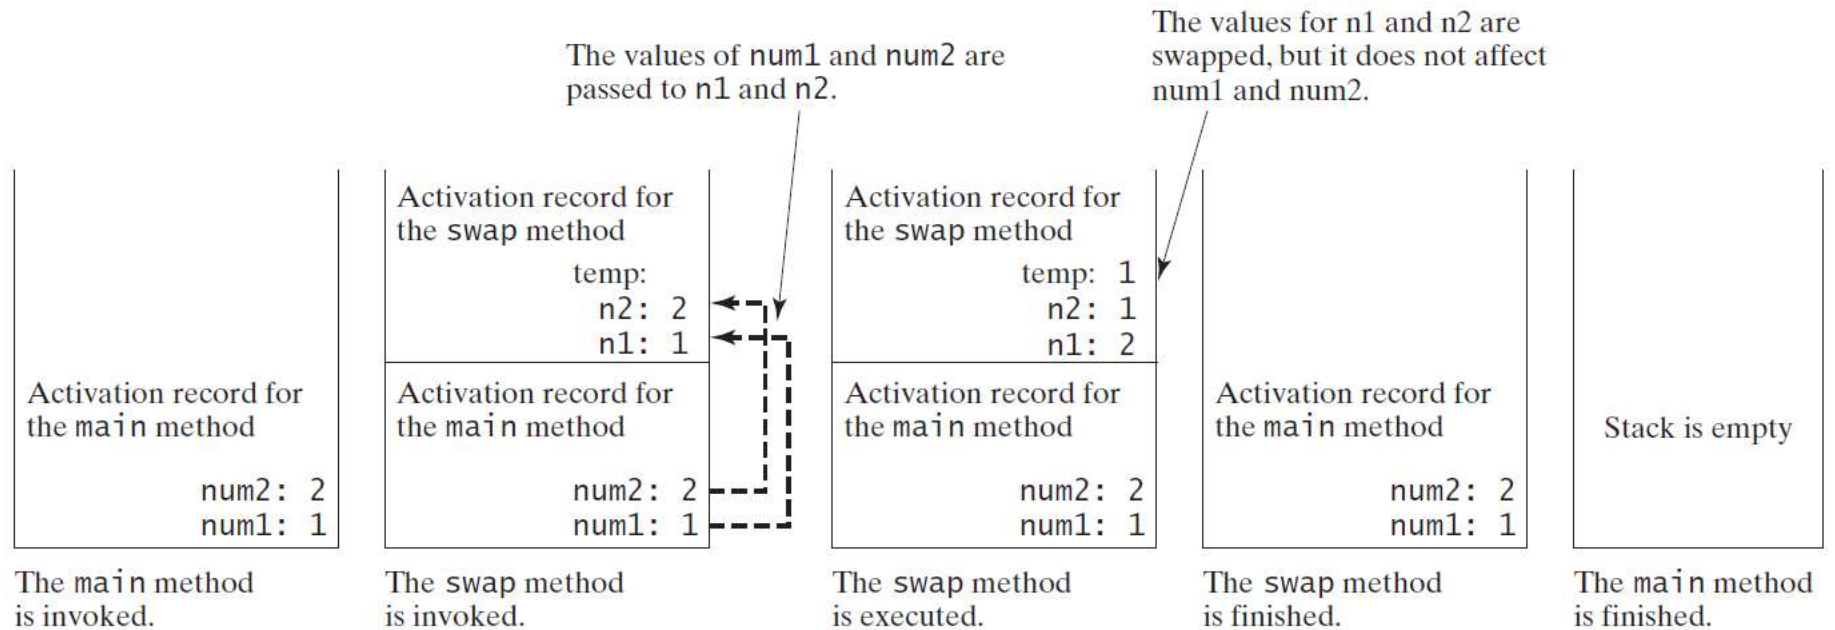 The values of num1 and num2 are
passed to n1 and n2.
The values for n1 and n2 are
swapped, but it does not affect
num1 and num2.
Activation record for
the main method
num2: 2
num1: 1
The main method
is invoked.
Activation record for
the swap method
temp:
n2: 2
n1: 1
Activation record for
the main method
num2: 2
num1: 1
The swap method
is invoked.
Activation record for
the swap method
temp: 1
n2: 1
n1: 2
Activation record for
the main method
num2: 2
num1: 1
The swap method
is executed.
Activation record for
the main method
num2: 2
num1: 1
The swap method
is finished.
Stack is empty
The main method
is finished.